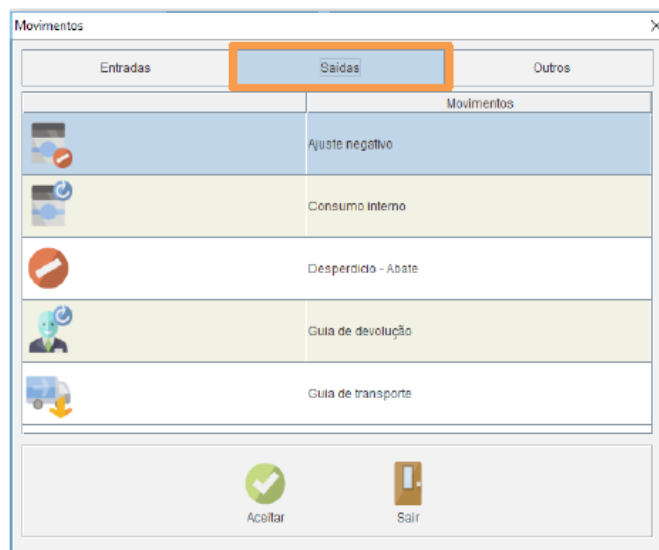 Movimentos
Entradas Saídas Outros
Movimentos
Ajuste negativo
Consumo interno
Desperdício - Abate
Guia de devolução
Guia de transporte
Aceitar Sair